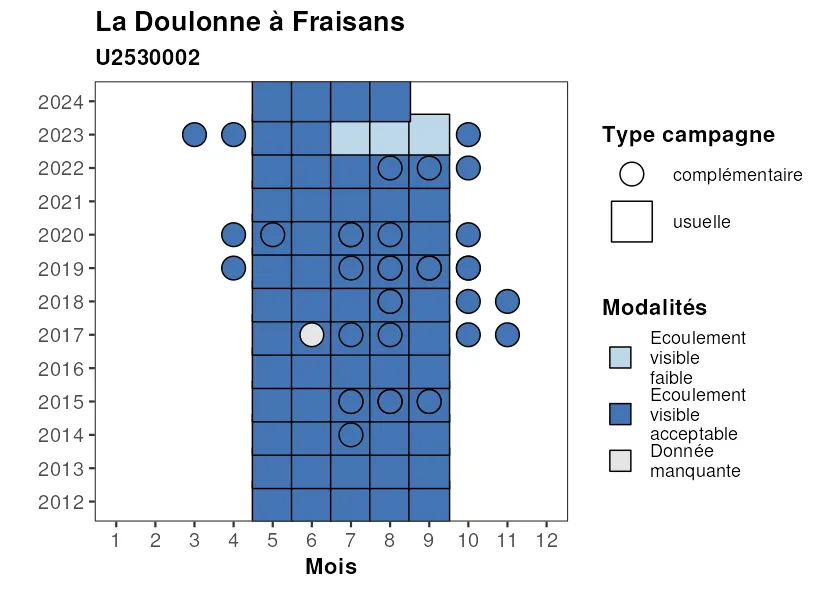 La Doulonne à Fraisans
U2530002
2024
2023
2022
2021
2020
2019
2018
2017
2016
2015
2014
2013
2012
1 2 3 4 5 6 7 8 9 10 11 12
Mois
Type campagne
complémentaire
usuelle
Modalités
Ecoulement
visible
faible
Ecoulement
visible
acceptable
Donnée
manquante